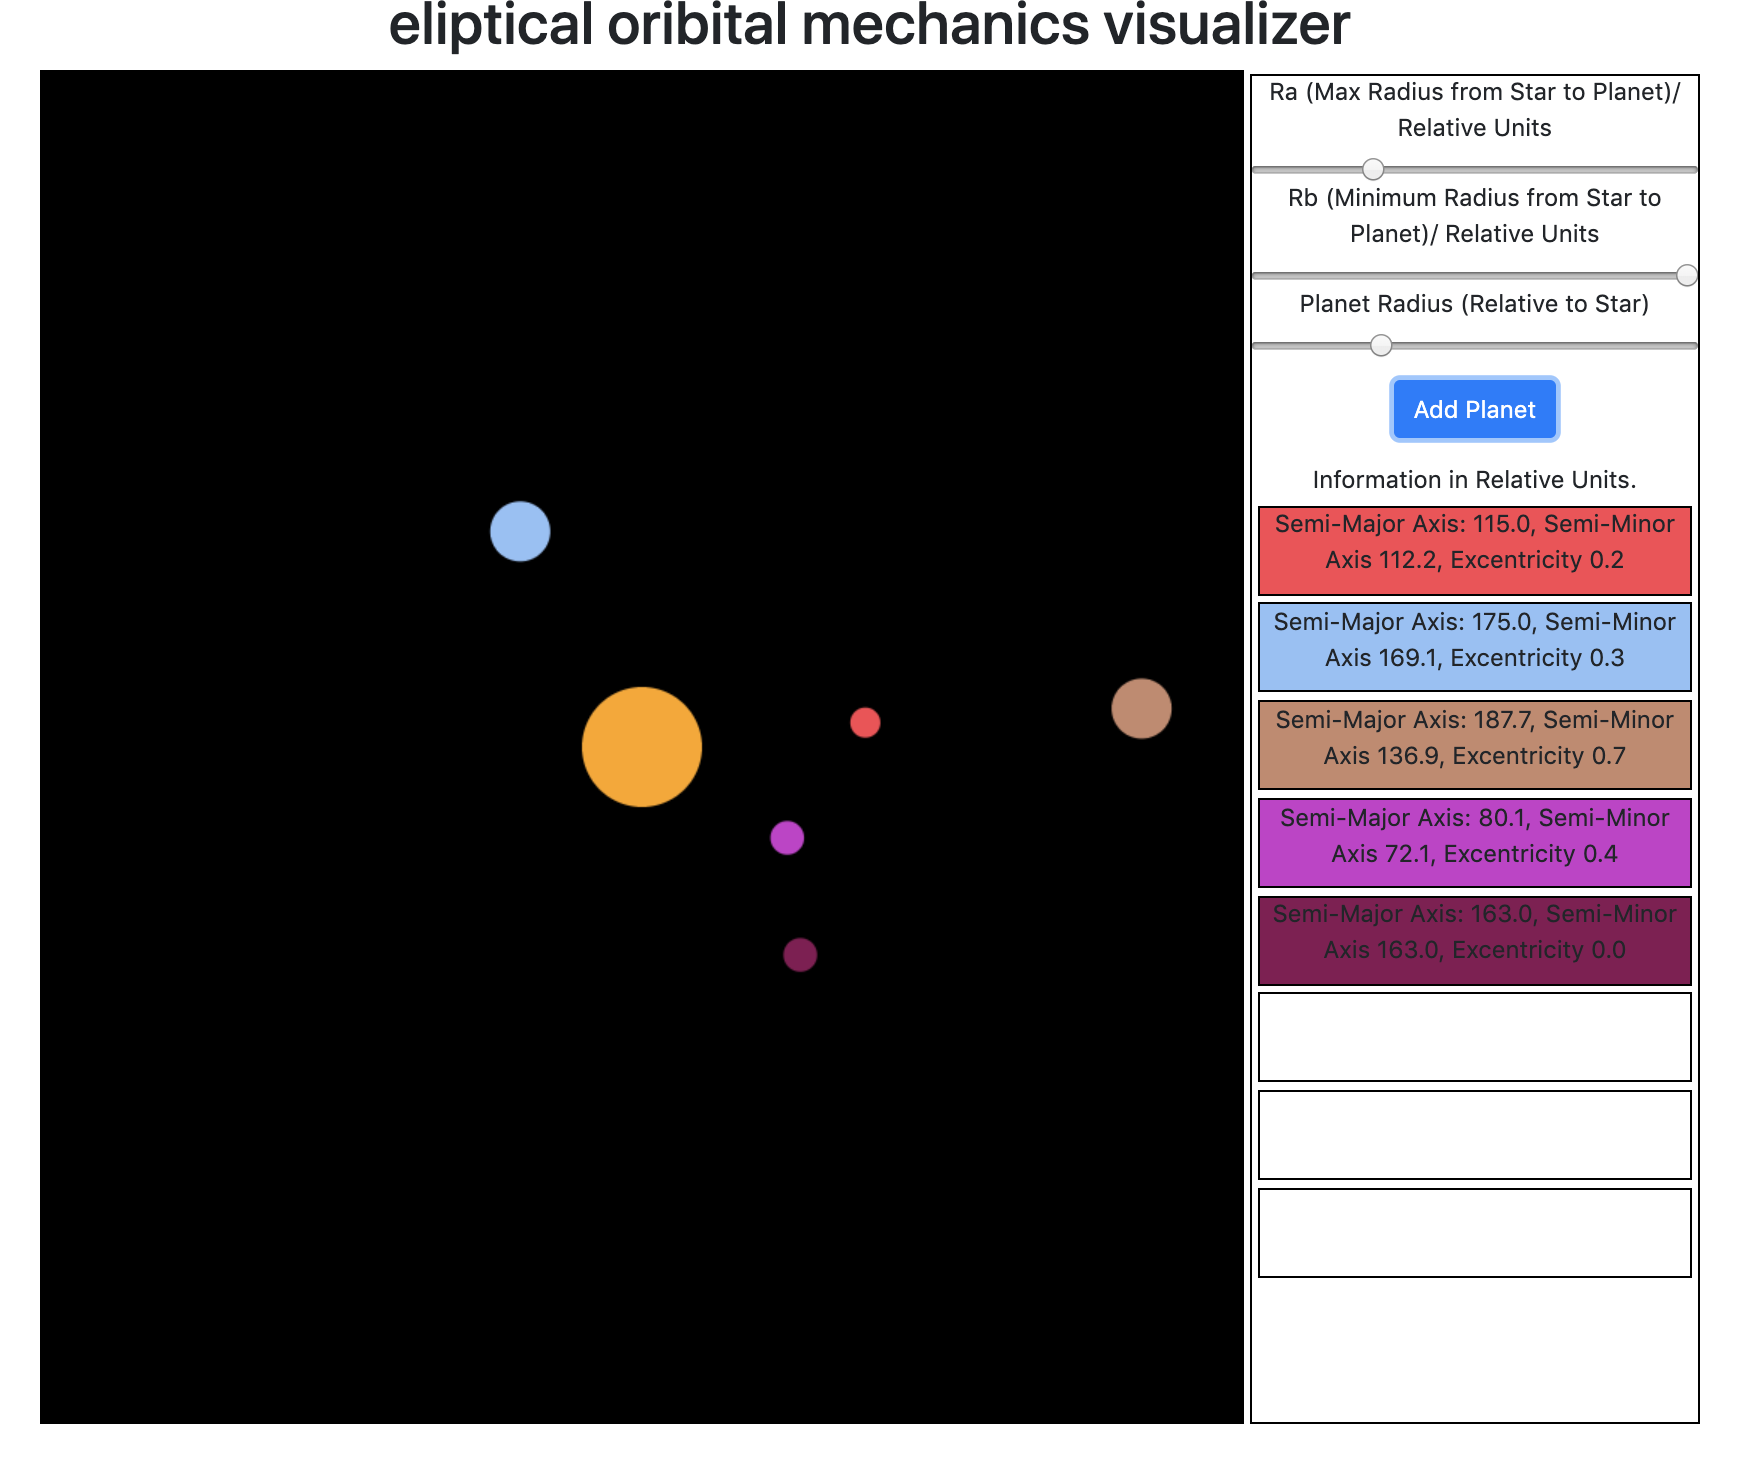 eliptical oribital mechanics visualizer
Ra (Max Radius from Star to Planet)/
Relative Units
Rb (Minimum Radius from Star to
Planet)/ Relative Units
Planet Radius (Relative to Star)
Add Planet
Information in Relative Units.
Semi-Major Axis: 115.0, Semi-Minor
Axis 112.2, Excentricity 0.2
Semi-Major Axis: 175.0, Semi-Minor
Axis 169.1, Excentricity 0.3
Semi-Major Axis: 187.7, Semi-Minor
Axis 136.9, Excentricity 0.7
Semi-Major Axis: 80.1, Semi-Minor
Axis 72.1, Excentricity 0.4
Semi-Major Axis: 163.0, Semi-Minor
Axis 163.0, Excentricity 0.0